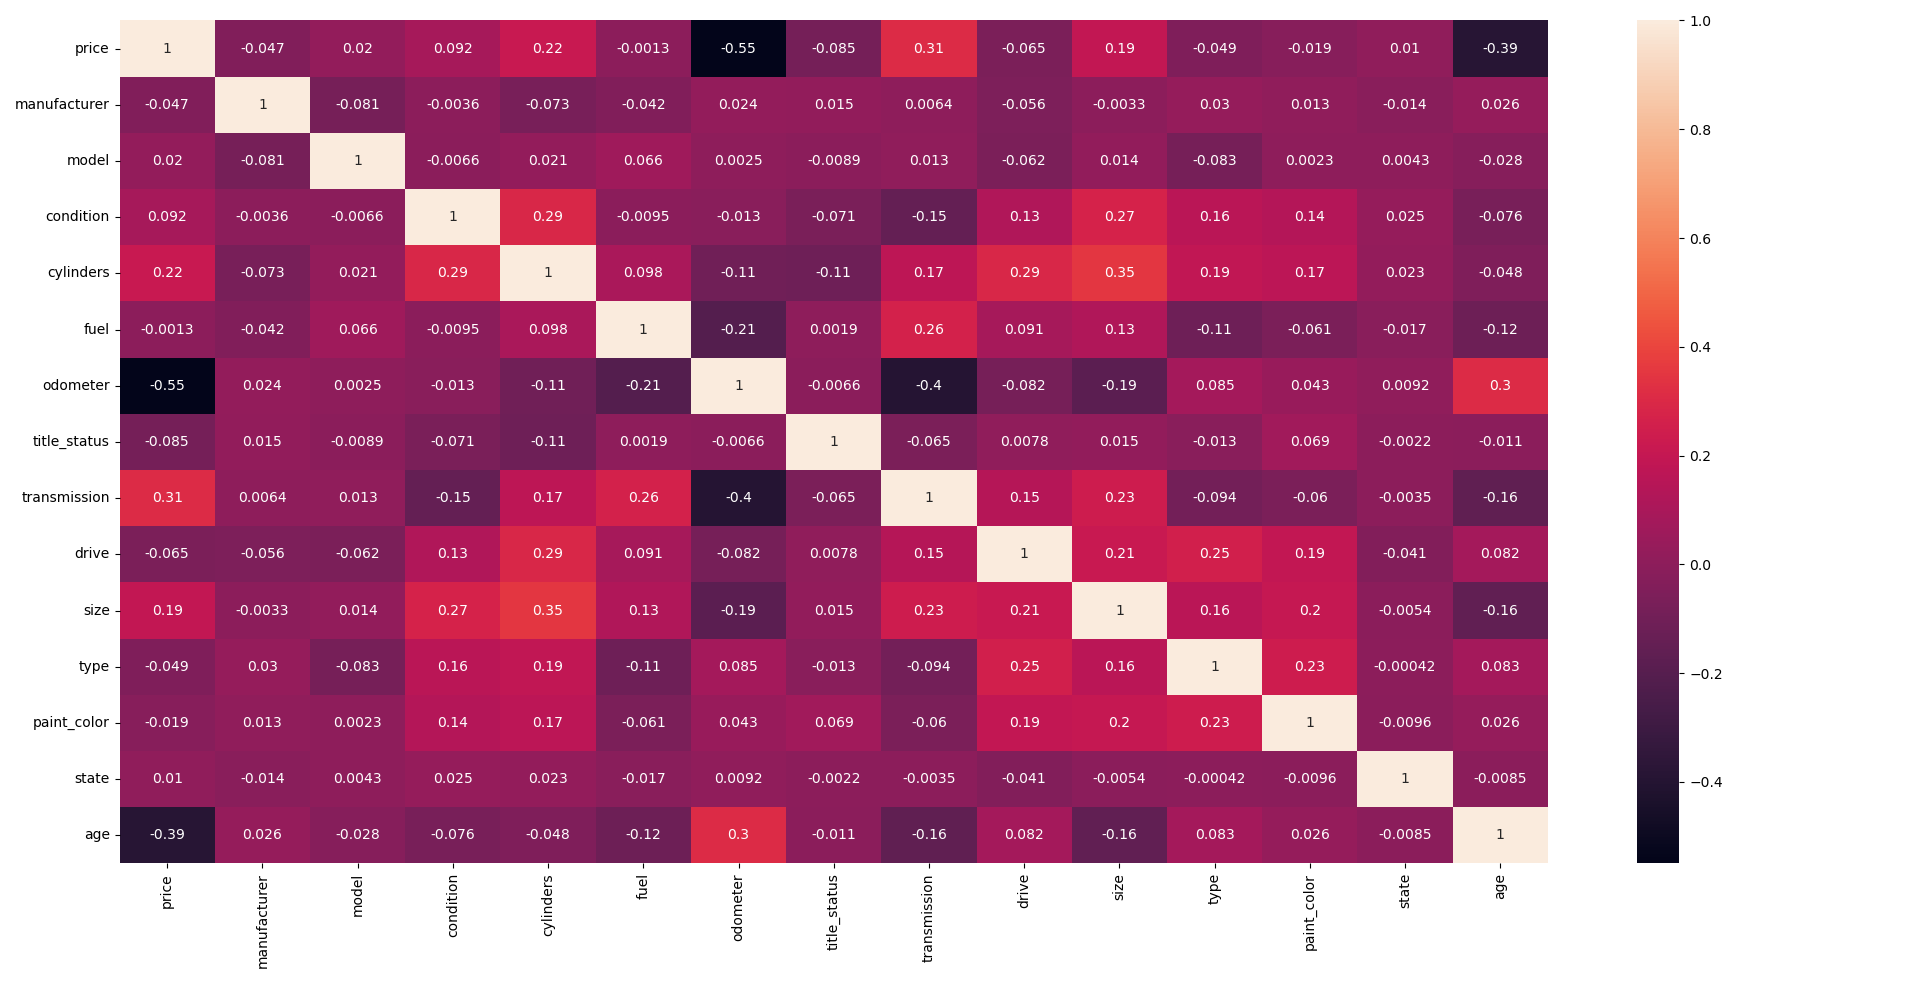 price 1 -0.047 0.02 0.092 0.22 -0.0013 -0.55 -0.085 0.31 -0.065 0.19 -0.049 -0.019 0.01 -0.39
manufacturer -0.047 1 -0.081 -0.0036 -0.073 -0.042 0.024 0.015 0.0064 -0.056 -0.0033 0.03 0.013 -0.014 0.026
model 0.02 -0.081 1 -0.0066 0.021 0.066 0.0025 -0.0089 0.013 -0.062 0.014 -0.083 0.0023 0.0043 -0.028
condition 0.092 -0.0036 -0.0066 1 0.29 -0.0095 -0.013 -0.071 -0.15 0.13 0.27 0.16 0.14 0.025 -0.076
cylinders 0.22 -0.073 0.021 0.29 1 0.098 -0.11 -0.11 0.17 0.29 0.35 0.19 0.17 0.023 -0.048
fuel -0.0013 -0.042 0.066 -0.0095 0.098 1 -0.21 0.0019 0.26 0.091 0.13 -0.11 -0.061 -0.017 -0.12
odometer -0.55 0.024 0.0025 -0.013 -0.11 -0.21 1 -0.0066 -0.4 -0.082 -0.19 0.085 0.043 0.0092 0.3
title_status -0.085 0.015 -0.0089 -0.071 -0.11 0.0019 -0.0066 1 -0.065 0.0078 0.015 -0.013 0.069 -0.0022 -0.011
transmission 0.31 0.0064 0.013 -0.15 0.17 0.26 -0.4 -0.065 1 0.15 0.23 -0.094 -0.06 -0.0035 -0.16
drive -0.065 -0.056 -0.062 0.13 0.29 0.091 -0.082 0.0078 0.15 1 0.21 0.25 0.19 -0.041 0.082
size 0.19 -0.0033 0.014 0.27 0.35 0.13 -0.19 0.015 0.23 0.21 1 0.16 0.2 -0.0054 -0.16
type -0.049 0.03 -0.083 0.16 0.19 -0.11 0.085 -0.013 -0.094 0.25 0.16 1 0.23 -0.00042 0.083
paint_color -0.019 0.013 0.0023 0.14 0.17 -0.061 0.043 0.069 -0.06 0.19 0.2 0.23 1 -0.0096 0.026
state 0.01 -0.014 0.0043 0.025 0.023 -0.017 0.0092 -0.0022 -0.0035 -0.041 -0.0054 -0.00042 -0.0096 1 -0.0085
age -0.39 0.026 -0.028 -0.076 -0.048 -0.12 0.3 -0.011 -0.16 0.082 -0.16 0.083 0.026 -0.0085 1
price manufacturer model condition cylinders fuel odometer title_status transmission drive size type paint_color state age
1.0
0.8
0.6
0.4
0.2
0.0
−0.2
−0.4